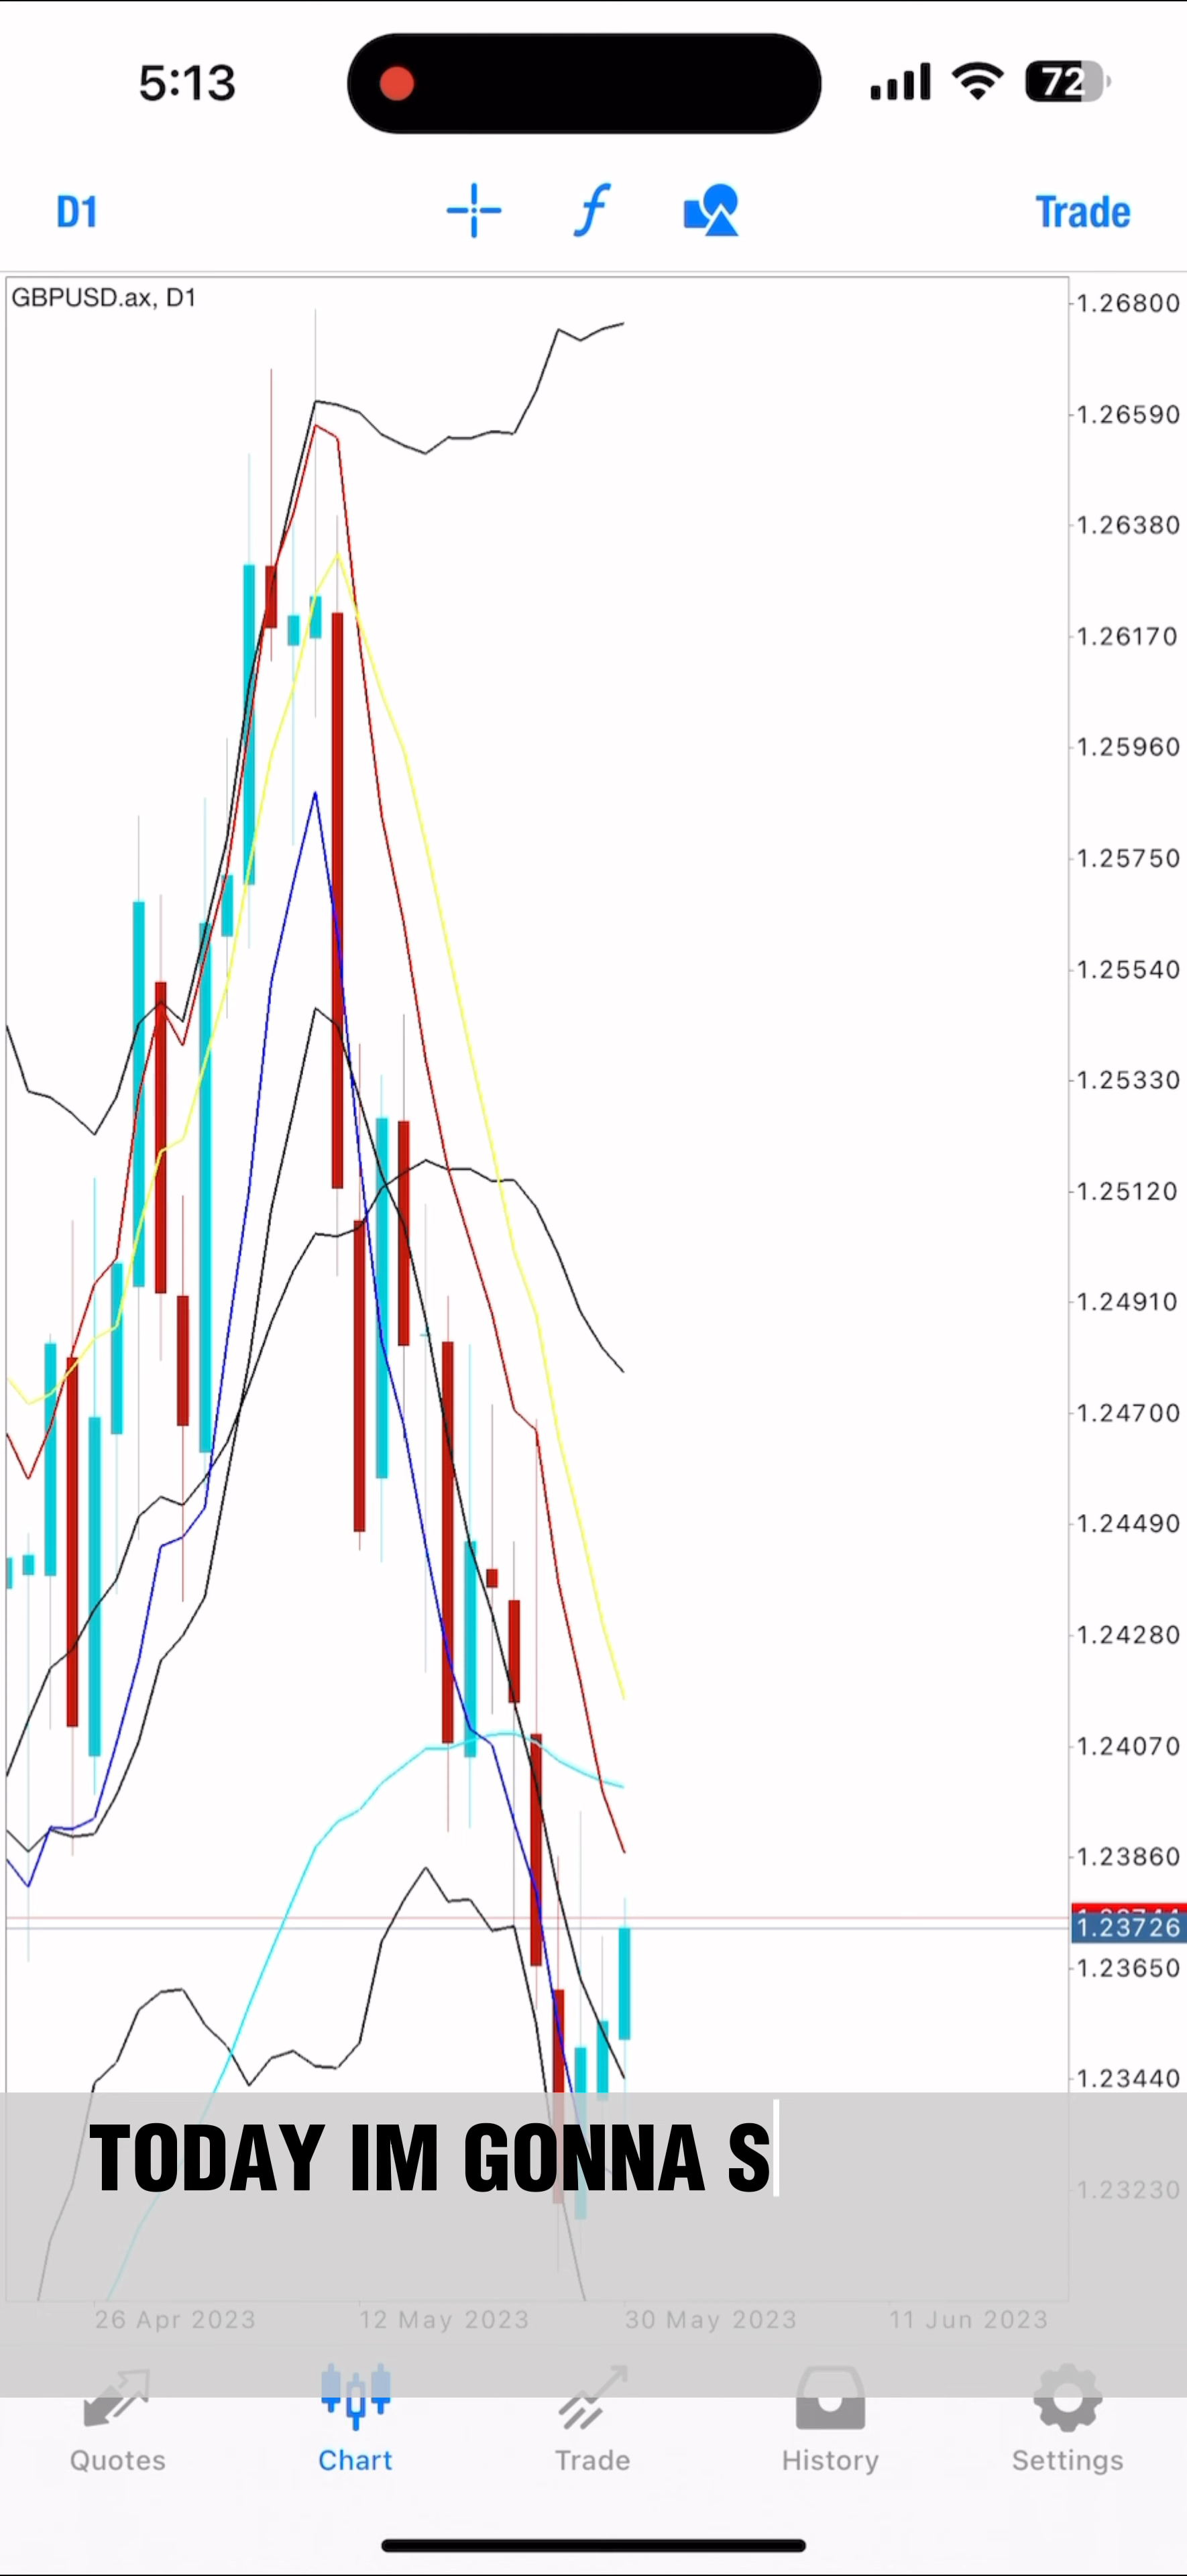 5:13
72
D1
Trade
GBPUSD.ax, D1
1.26800
1.26590
1.26380
1.26170
1.25960
1.25750
1.25540
1.25330
1.25120
1.24910
1.24700
1.24490
1.24280
1.24070
1.23860
1.23726
1.23650
1.23440
TODAY IM GONNA S
1.23230
26 Apr 2023
12 May 2023
30 May 2023
11 Jun 2023
Quotes
Chart
Trade
History
Settings